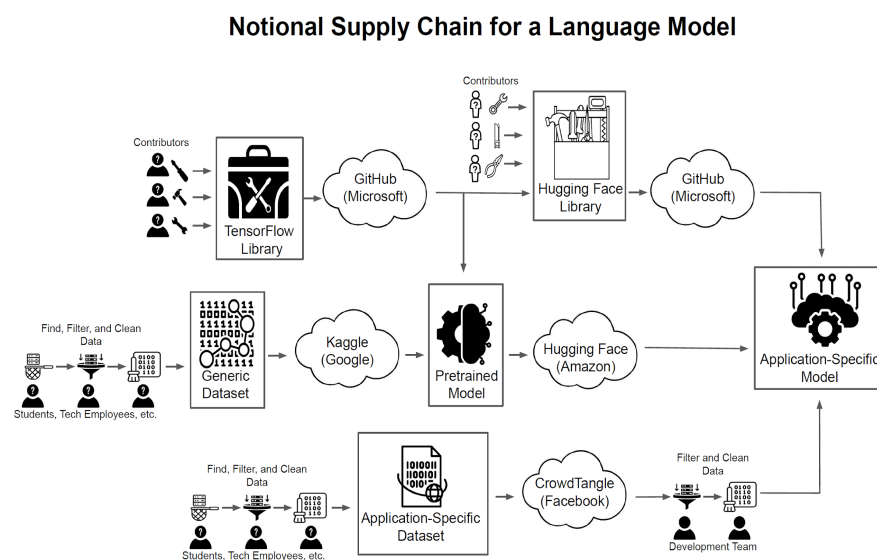 Notional Supply Chain for a Language Model
Contributors
Contributors
TensorFlow
Library
GitHub
(Microsoft)
Hugging Face
Library
GitHub
(Microsoft)
Find, Filter, and Clean
Data
Students, Tech Employees, etc.
Generic
Dataset
Kaggle
(Google)
Pretrained
Model
Hugging Face
(Amazon)
Application-Specific
Model
Find, Filter, and Clean
Data
Students, Tech Employees, etc.
Application-Specific
Dataset
CrowdTangle
(Facebook)
Filter and Clean
Data
Development Team